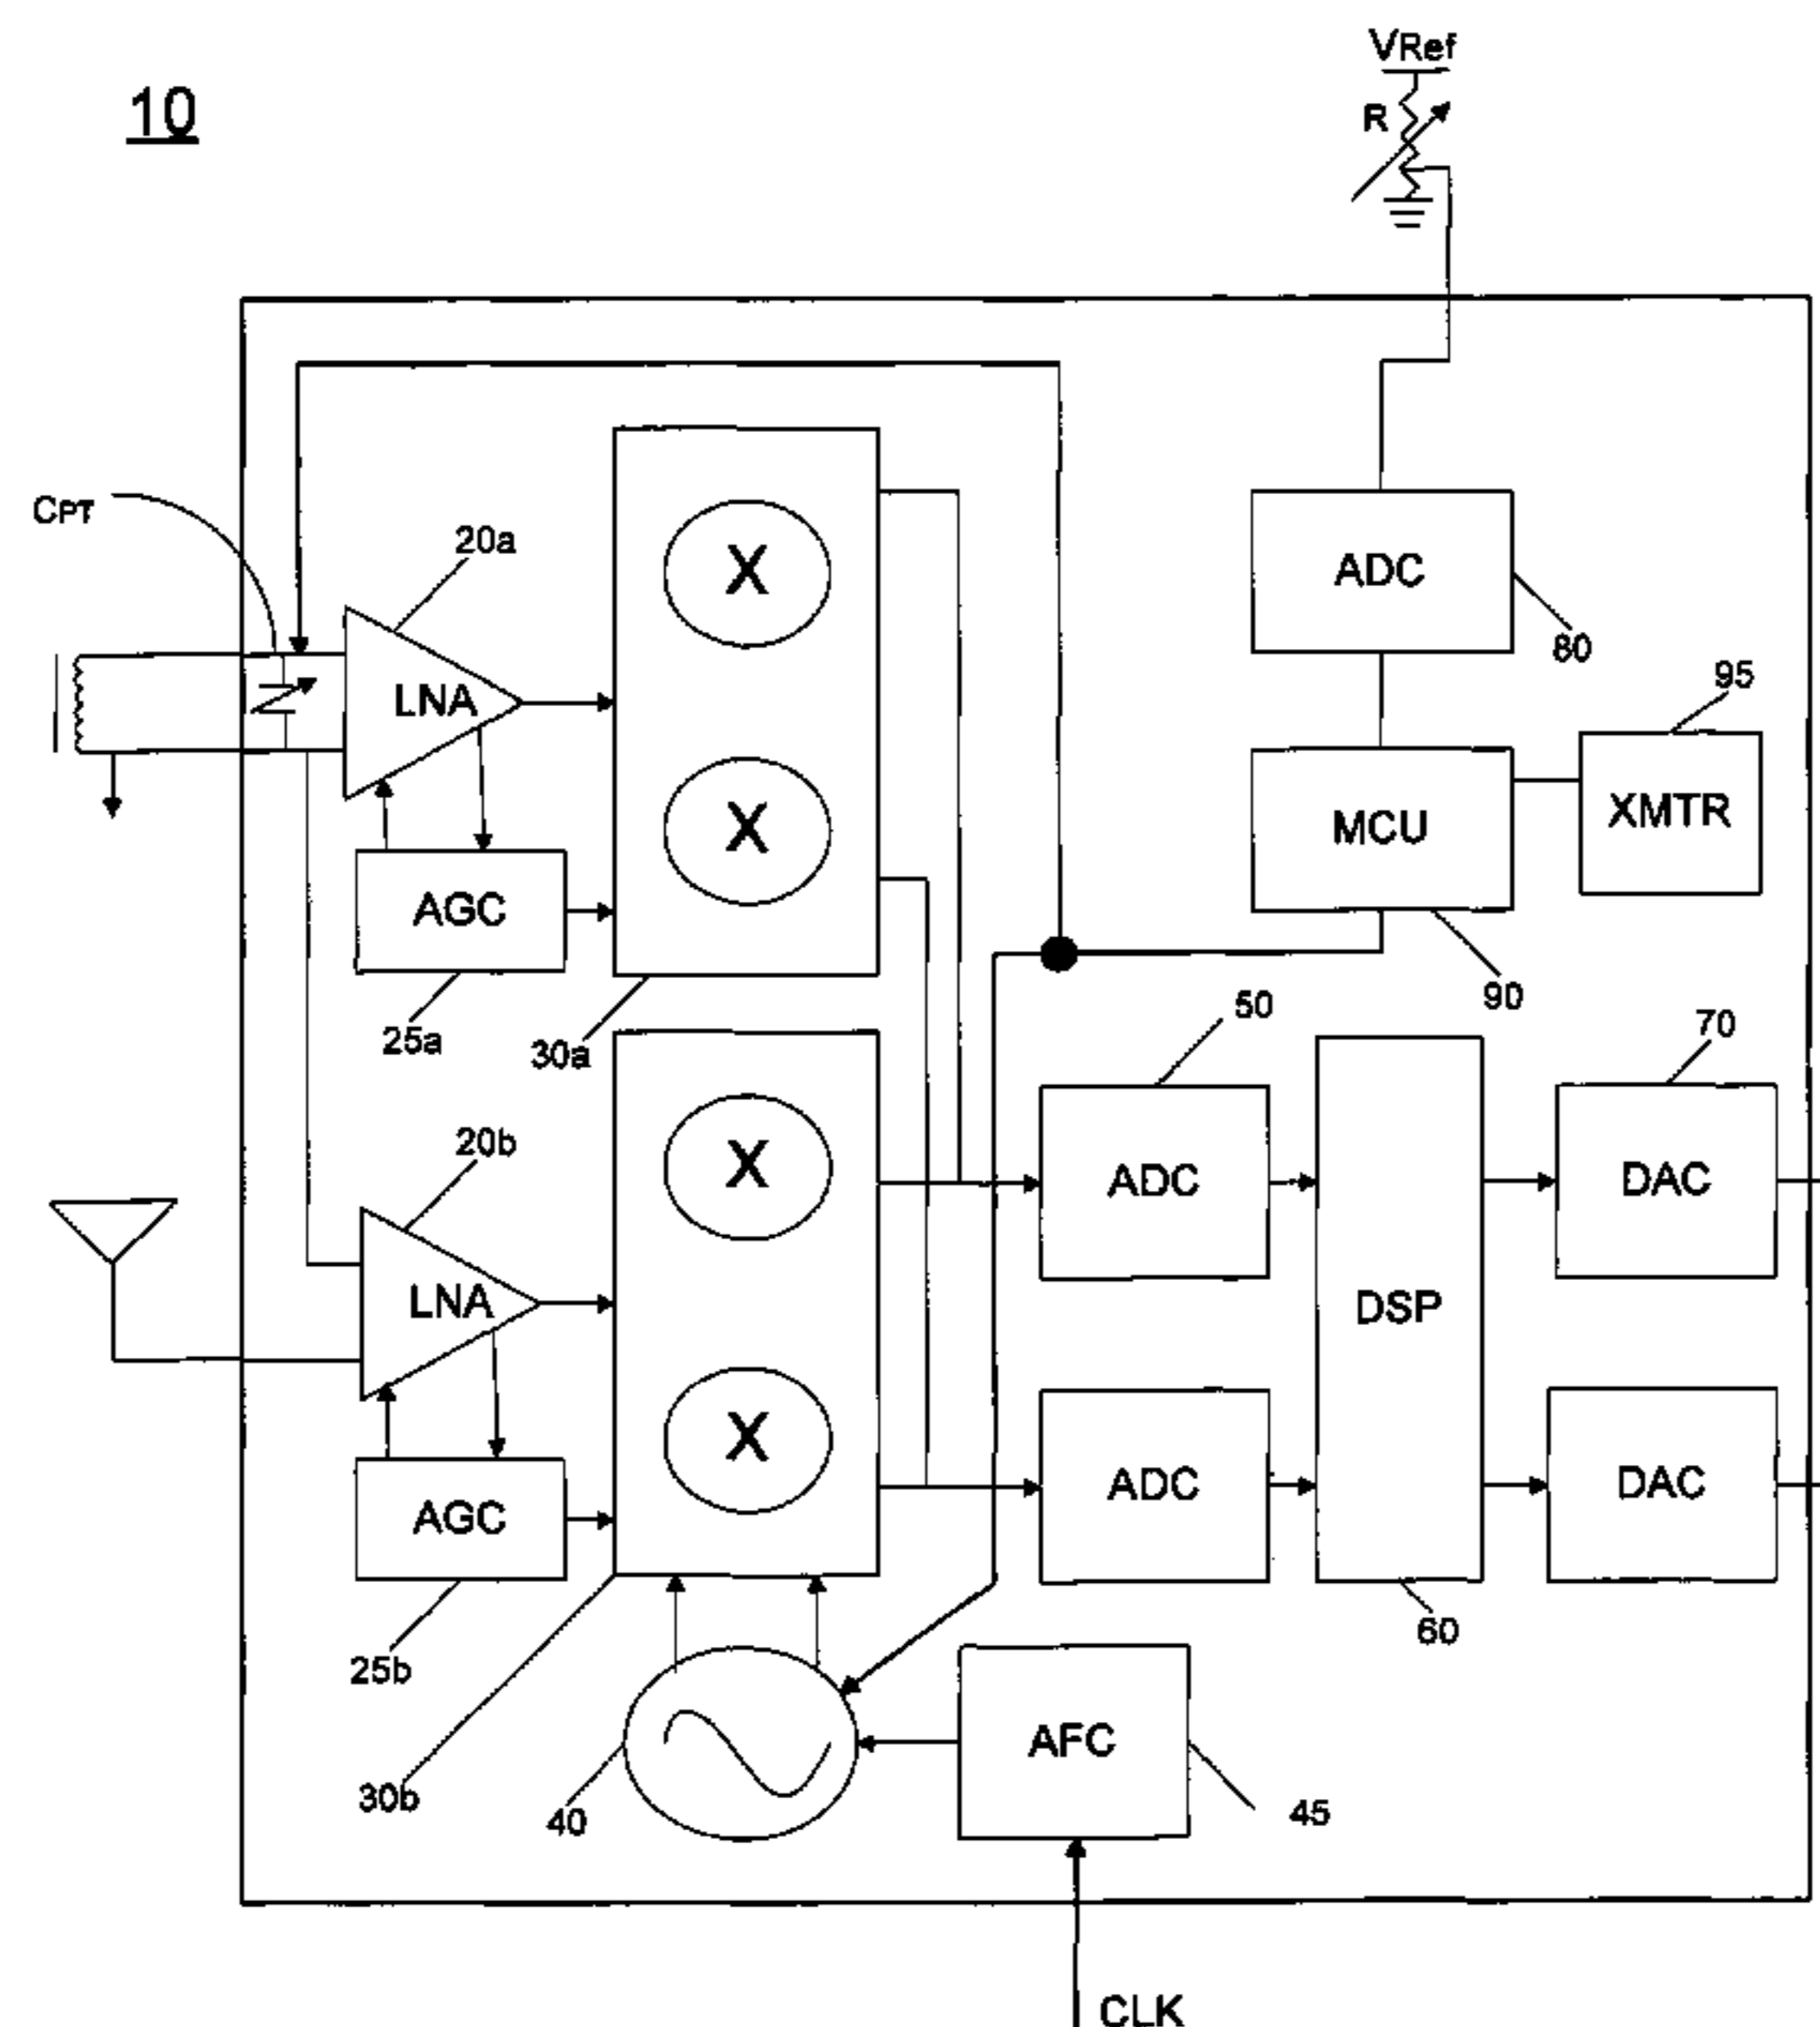 VRef
10
R
CPT
20a
X
LNA
ADC
80
95
X
MCU
XMTR
AGC
90
25a
30a
50
70
20b
X
ADC
DAC
LNA
DSP
X
ADC
DAC
AGC
60
25b
30b
40
AFC
45
CLK